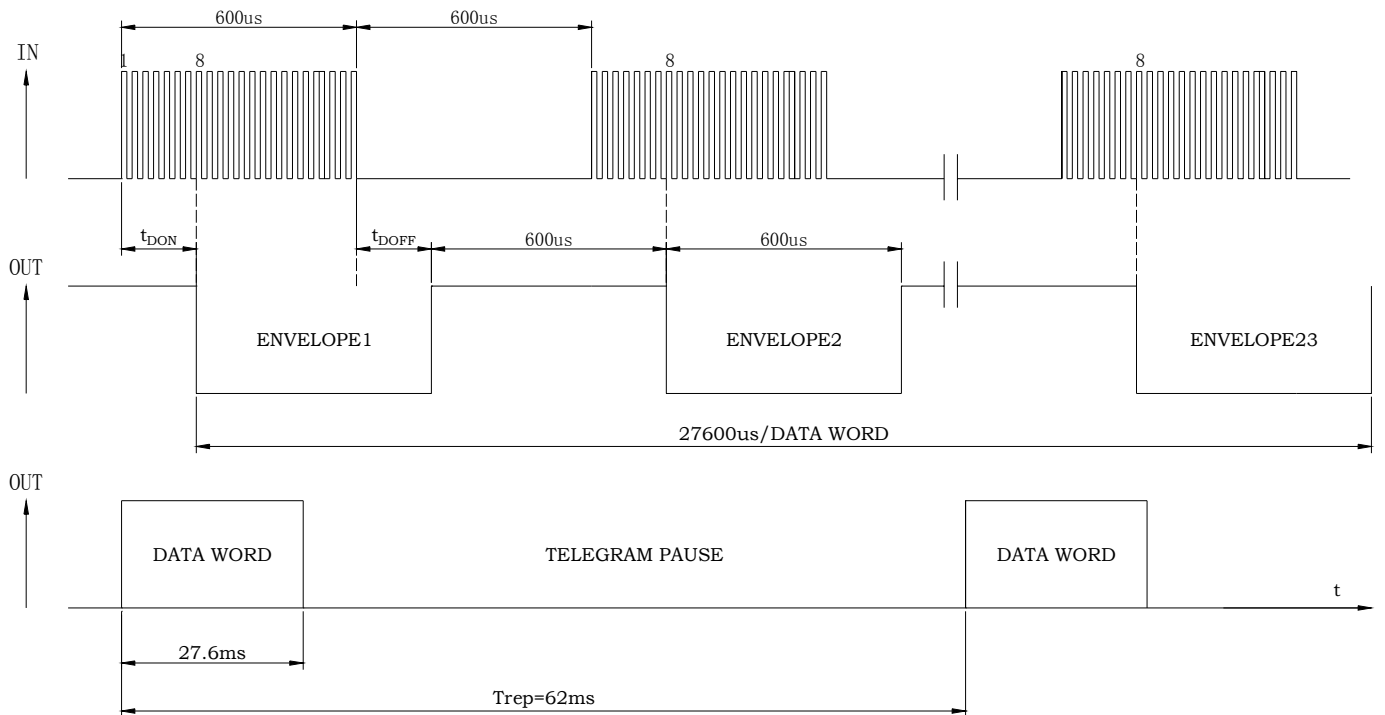 600us 600us
IN
1 8 8 8
tDON tDOFF 600us 600us
OUT
ENVELOPE1 ENVELOPE2 ENVELOPE23
27600us/DATA WORD
OUT
DATA WORD TELEGRAM PAUSE DATA WORD
t
27.6ms
Trep=62ms